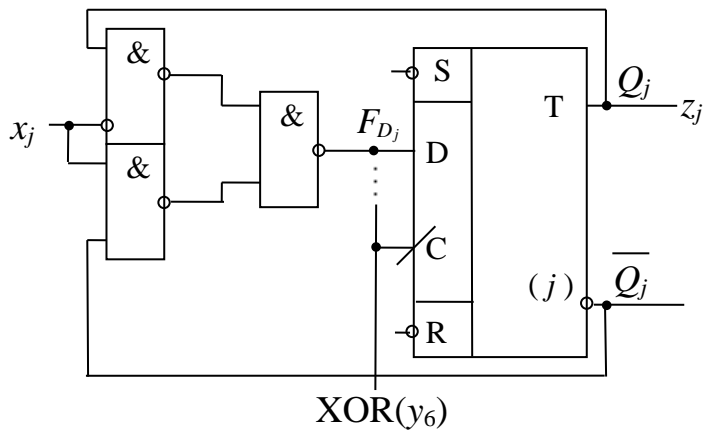 &
S
Q_j
&
T
x_j
F_{D_j}
z_j
&
D
C
( j )
\overline{Q_j}
R
XOR(y_6)